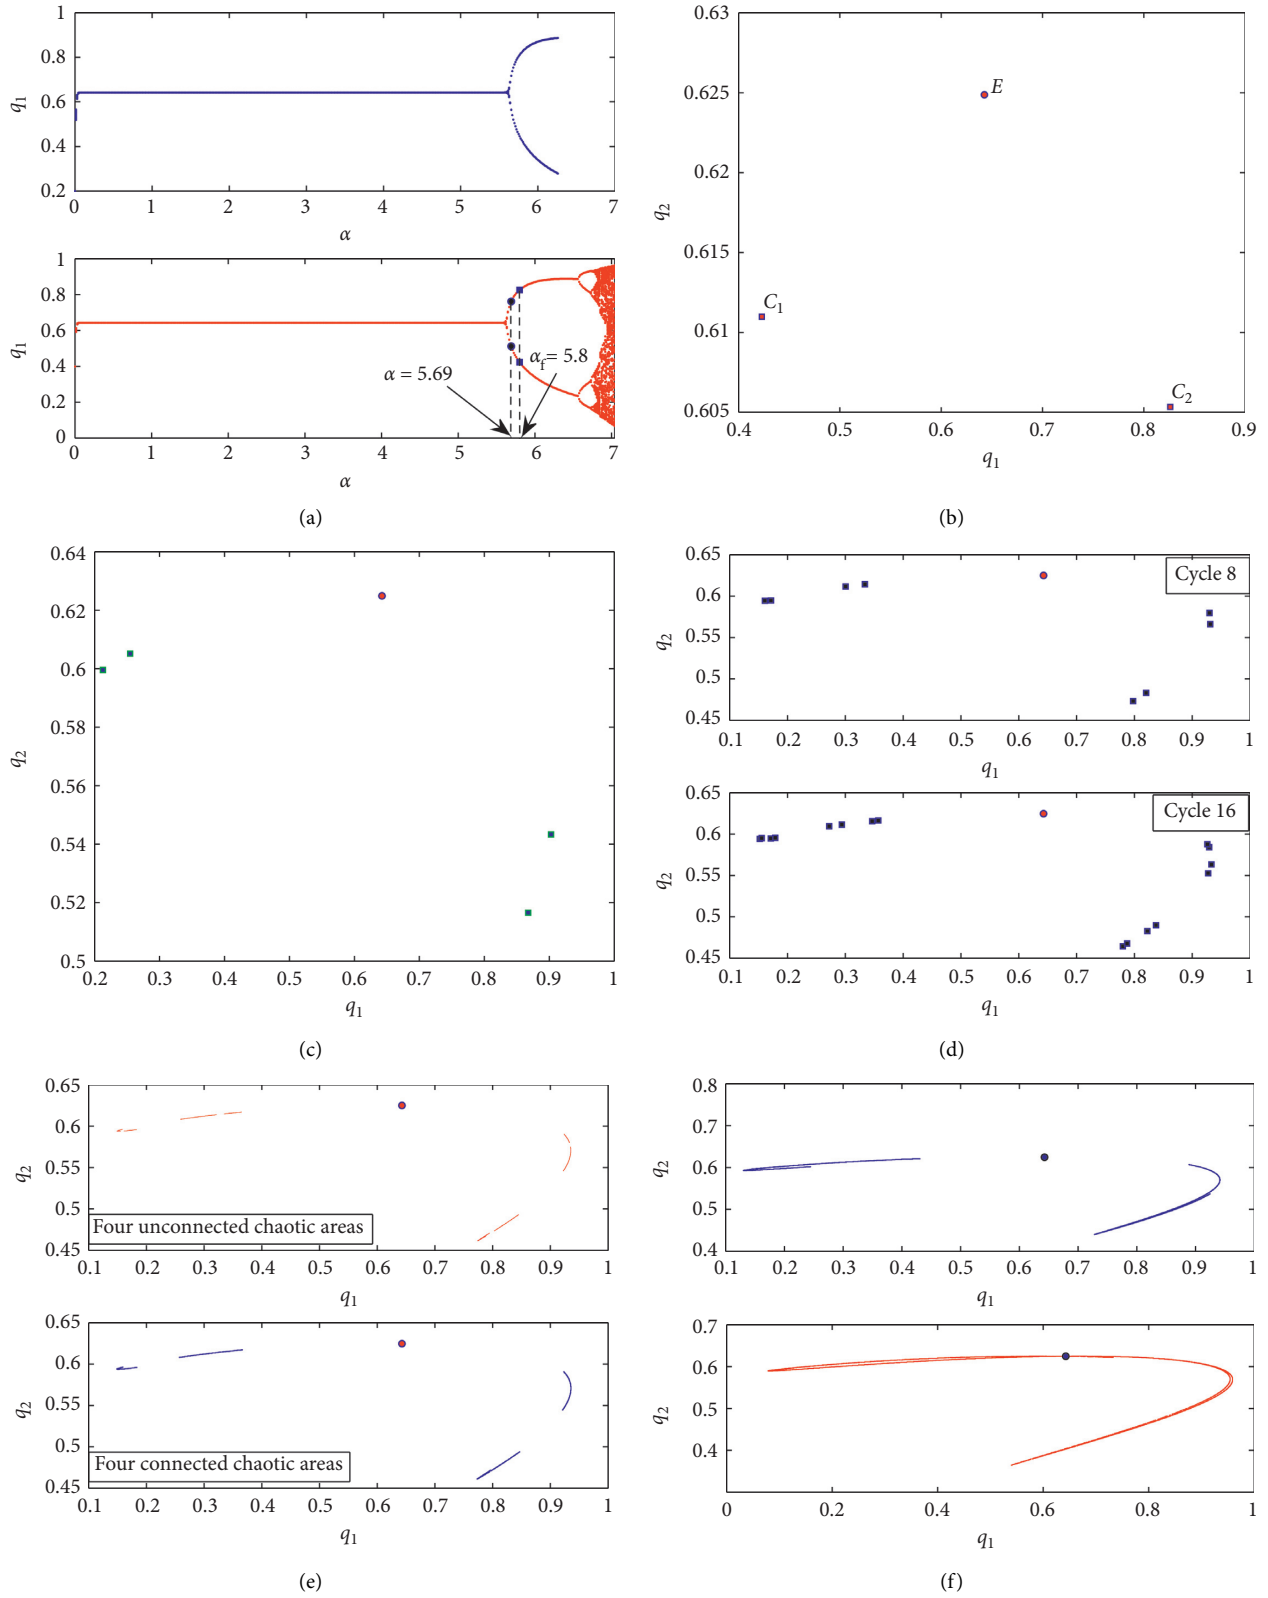 1
0.8
0.6
0.4
0.2
q1
0 1 2 3 4 5 6 7
α
1
0.8
0.6
0.4
0.2
0
q1
α = 5.69
αf = 5.8
0 1 2 3 4 5 6 7
α
(a)
0.63
0.625
0.62
0.615
0.61
0.605
q2
E
C1
C2
0.4 0.5 0.6 0.7 0.8 0.9
q1
(b)
0.64
0.62
0.6
0.58
0.56
0.54
0.52
0.5
q2
0.2 0.3 0.4 0.5 0.6 0.7 0.8 0.9 1
q1
(c)
0.65
0.6
0.55
0.5
0.45
q2
Cycle 8
0.1 0.2 0.3 0.4 0.5 0.6 0.7 0.8 0.9 1
q1
0.65
0.6
0.55
0.5
0.45
q2
Cycle 16
0.1 0.2 0.3 0.4 0.5 0.6 0.7 0.8 0.9 1
q1
(d)
0.65
0.6
0.55
0.5
0.45
q2
Four unconnected chaotic areas
0.1 0.2 0.3 0.4 0.5 0.6 0.7 0.8 0.9 1
q1
0.65
0.6
0.55
0.5
0.45
q2
Four connected chaotic areas
0.1 0.2 0.3 0.4 0.5 0.6 0.7 0.8 0.9 1
q1
(e)
0.8
0.7
0.6
0.5
0.4
q2
0.1 0.2 0.3 0.4 0.5 0.6 0.7 0.8 0.9 1
q1
0.7
0.6
0.5
0.4
q2
0 0.2 0.4 0.6 0.8 1
q1
(f)